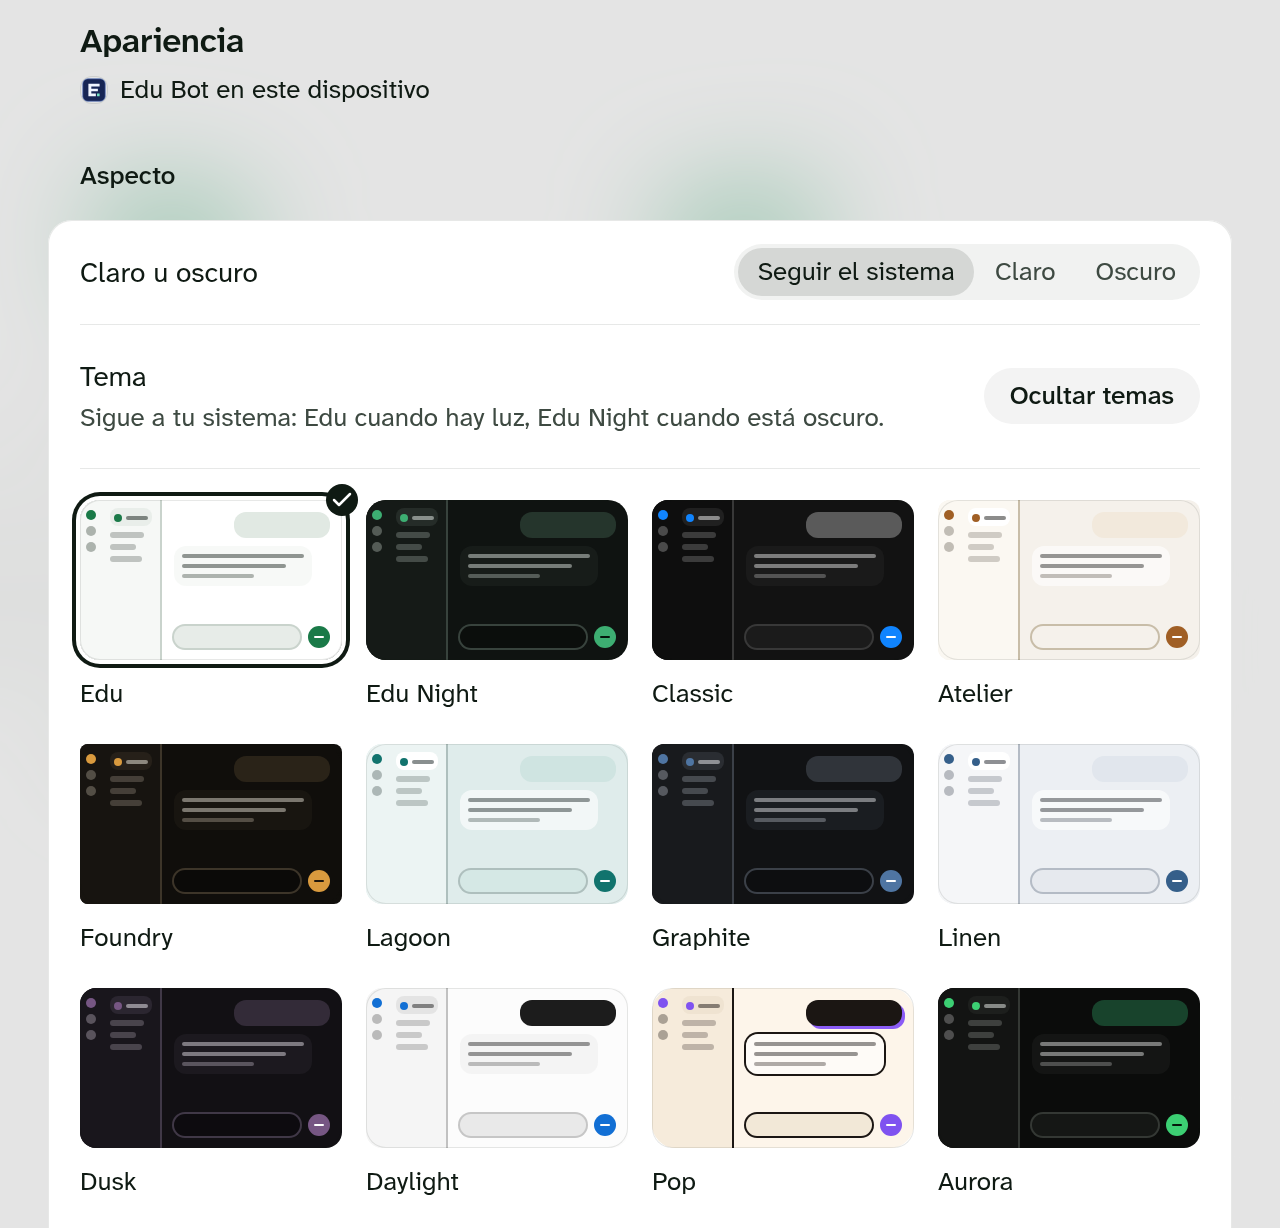 Apariencia
E. Edu Bot en este dispositivo
Aspecto
Claro u oscuro
Seguir el sistema Claro Oscuro
Tema
Sigue a tu sistema: Edu cuando hay luz, Edu Night cuando está oscuro.
Ocultar temas
Edu Edu Night Classic Atelier
Foundry Lagoon Graphite Linen
Dusk Daylight Pop Aurora